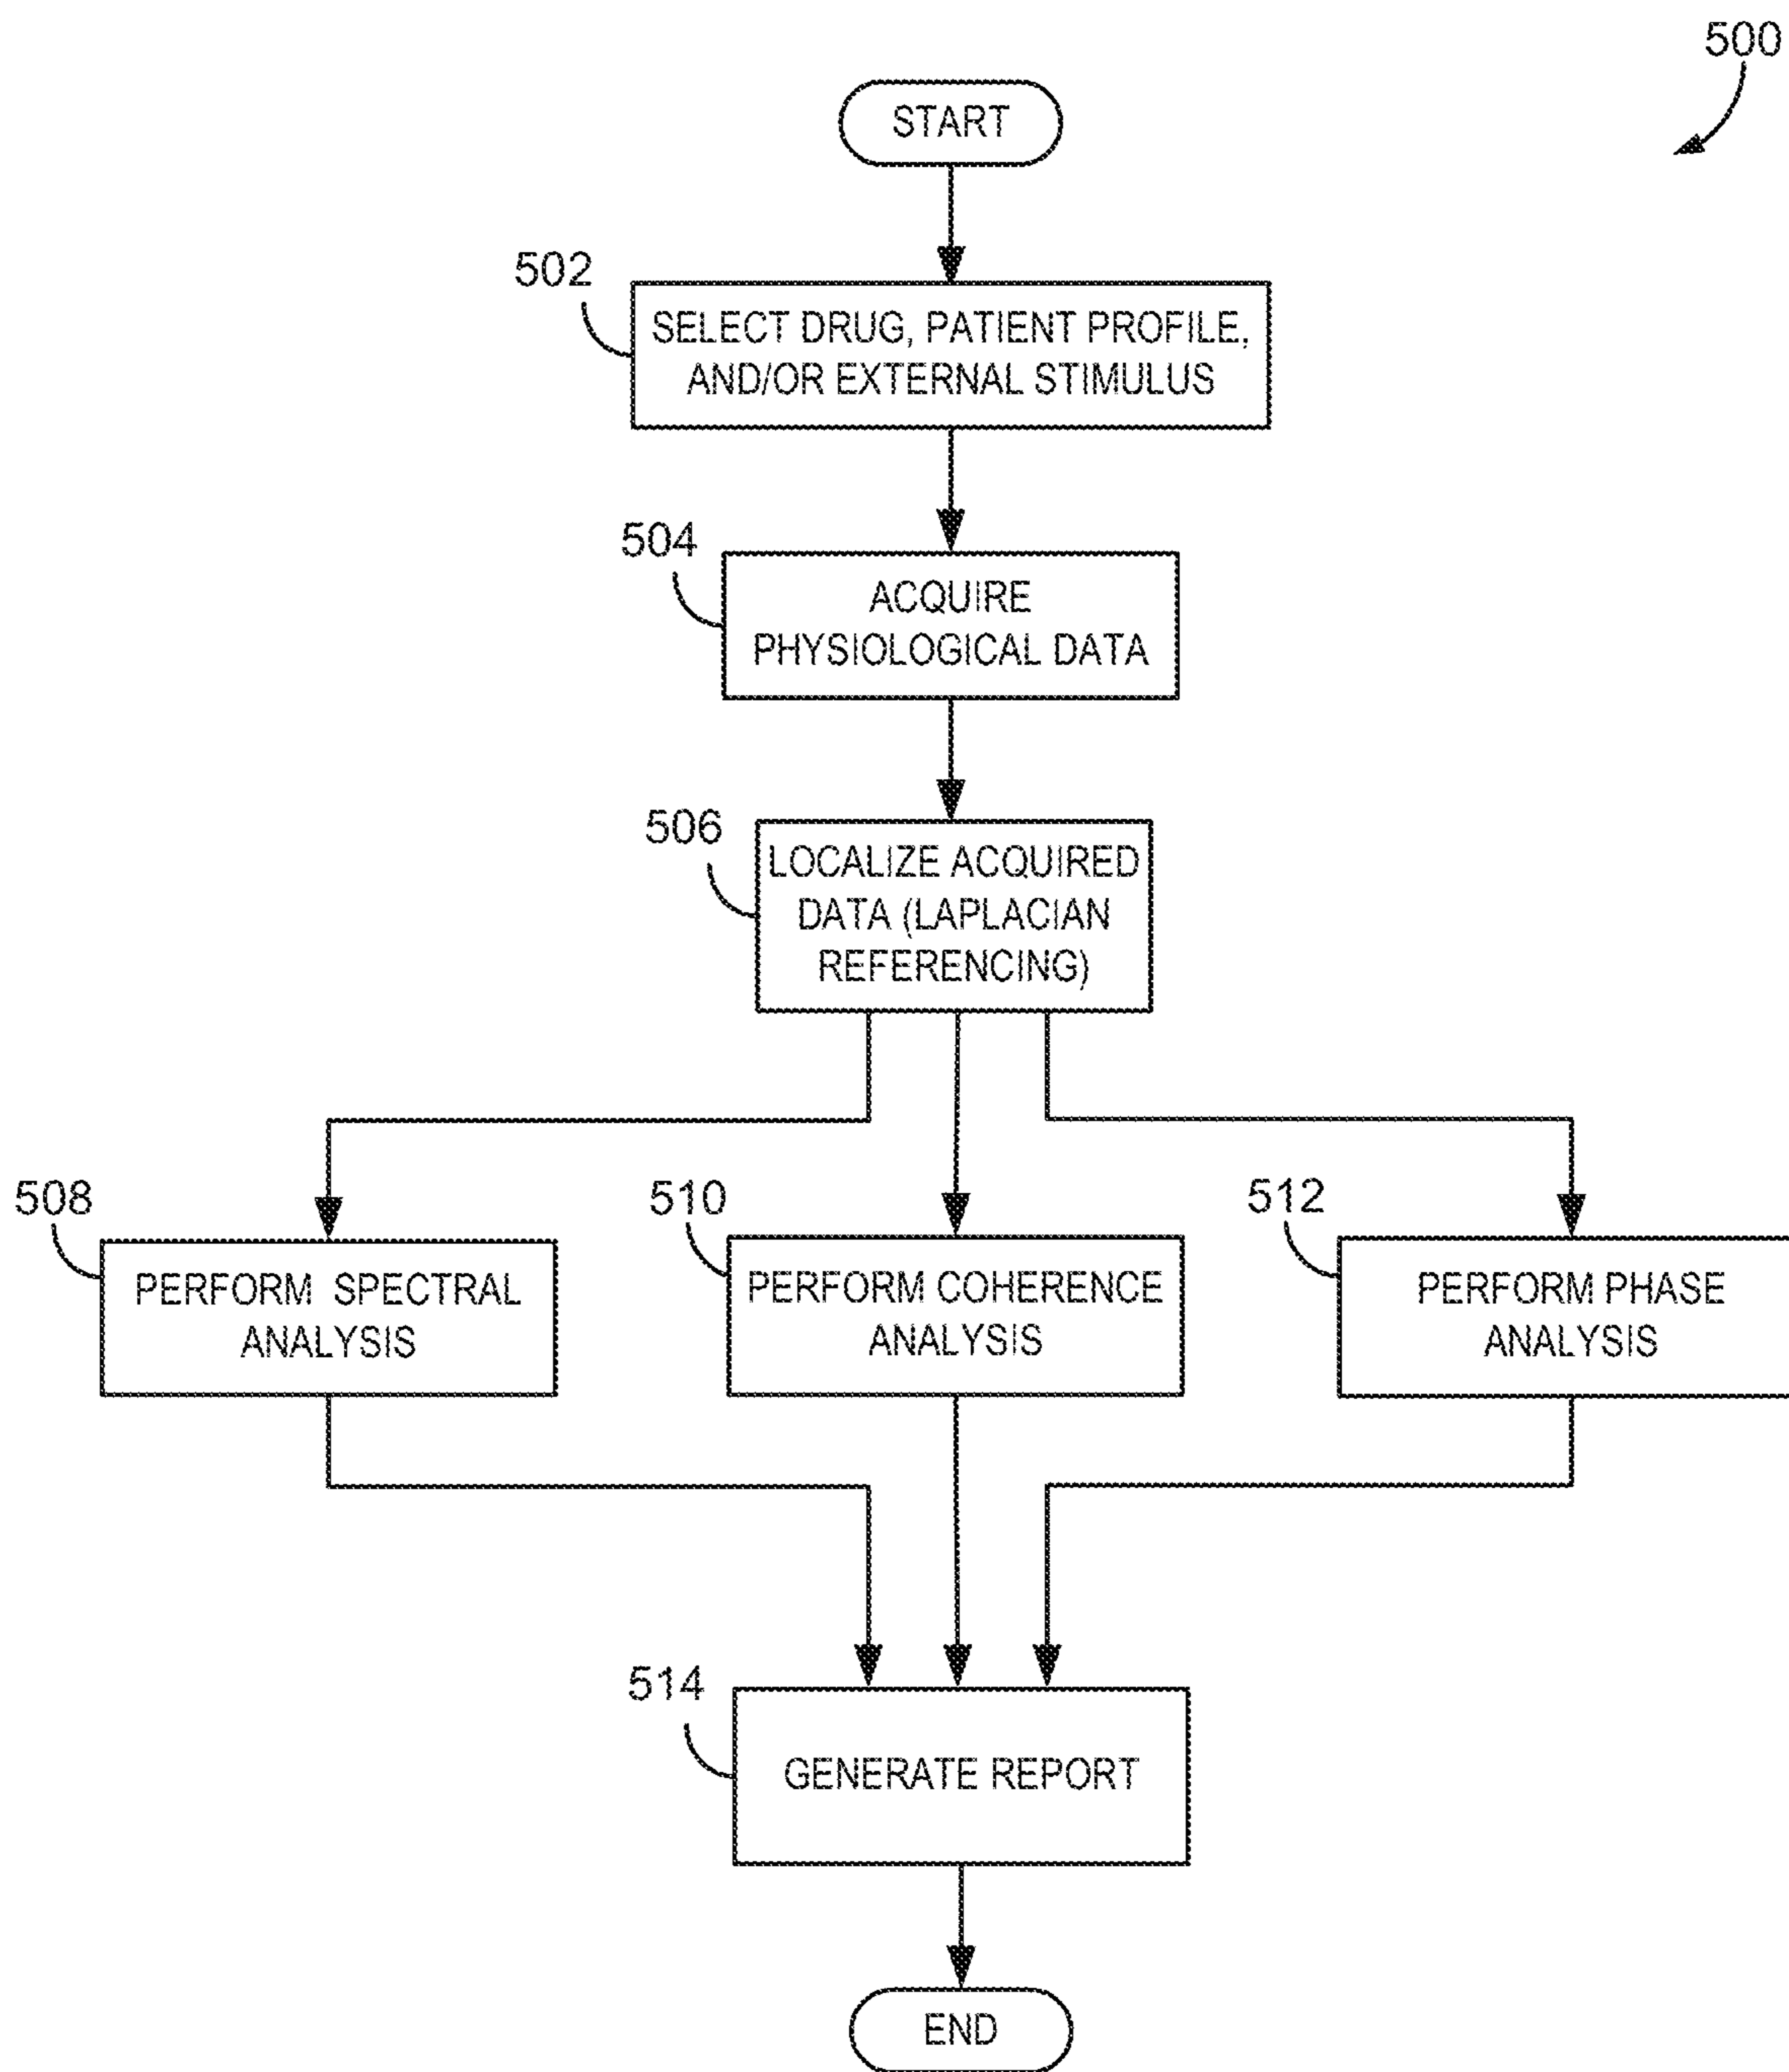 500
START
502
SELECT DRUG, PATIENT PROFILE,
AND/OR EXTERNAL STIMULUS
504
ACQUIRE
PHYSIOLOGICAL DATA
506
LOCALIZE ACQUIRED
DATA (LAPLACIAN
REFERENCING)
508
PERFORM SPECTRAL
ANALYSIS
510
PERFORM COHERENCE
ANALYSIS
512
PERFORM PHASE
ANALYSIS
514
GENERATE REPORT
END